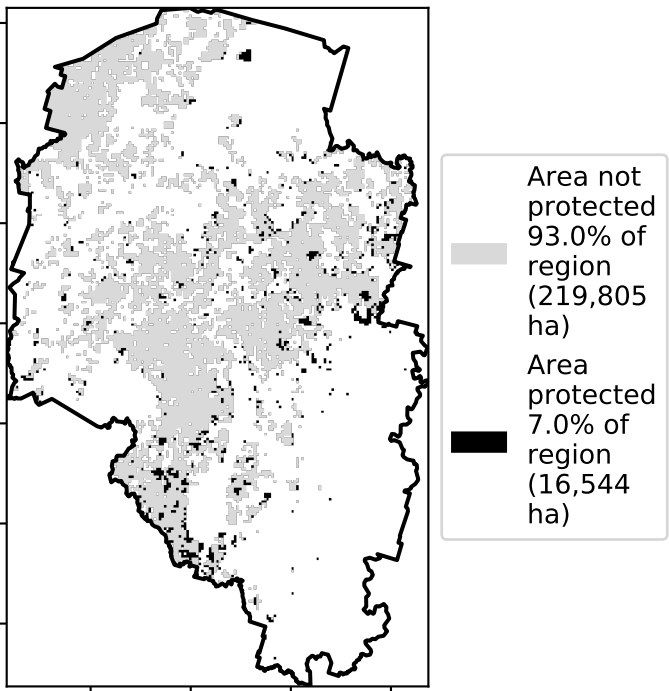 Area not
protected
93.0% of
region
(219,805
ha)
Area
protected
7.0% of
region
(16,544
ha)